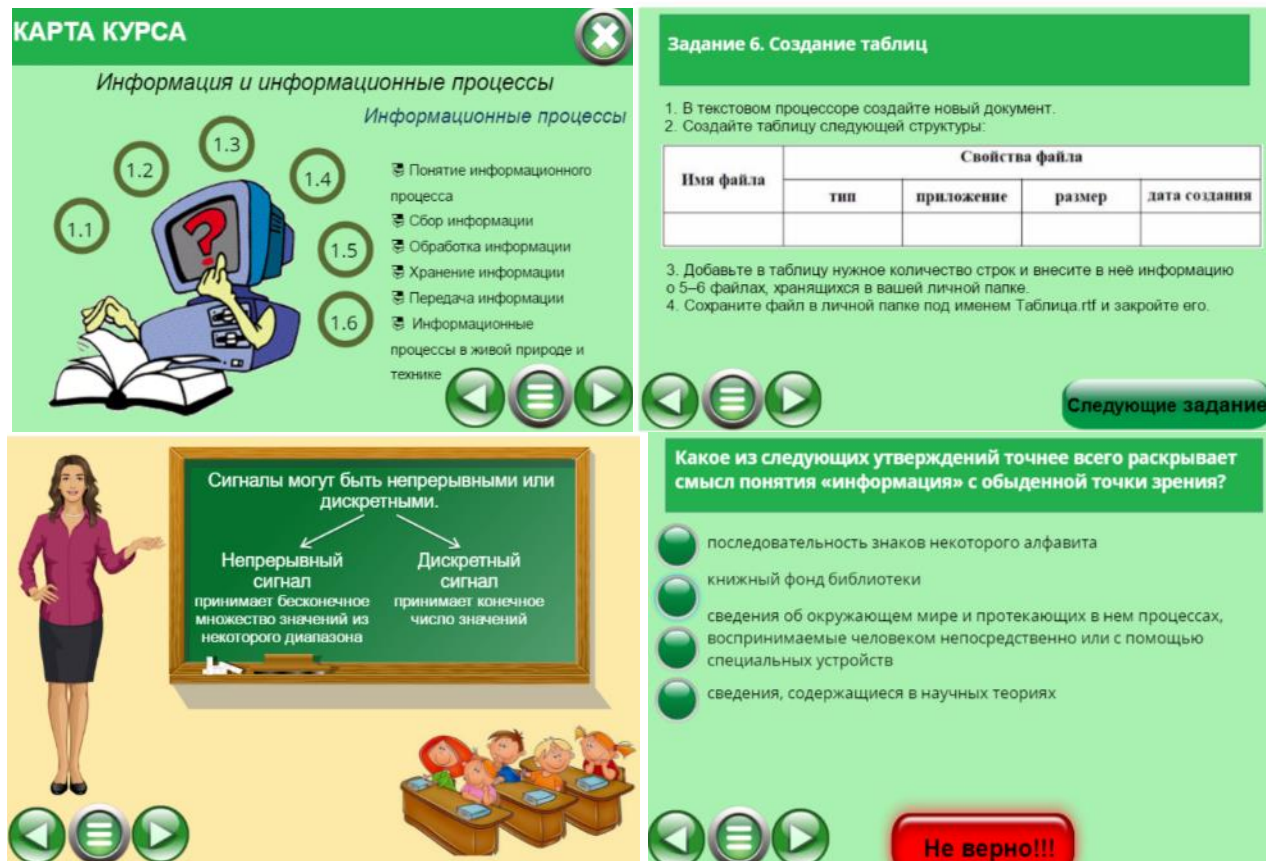 КАРТА КУРСА
Информация и информационные процессы
Информационные процессы
1.1
1.2
1.3
1.4
1.5
1.6
?
Понятие информационного
процесса
Сбор информации
Обработка информации
Хранение информации
Передача информации
Информационные
процессы в живой природе и
технике
Задание 6. Создание таблиц
1. В текстовом процессоре создайте новый документ.
2. Создайте таблицу следующей структуры:
Имя файла
Свойства файла
тип приложение размер дата создания
3. Добавьте в таблицу нужное количество строк и внесите в неё информацию
о 5–6 файлах, хранящихся в вашей личной папке.
4. Сохраните файл в личной папке под именем Таблица.rtf и закройте его.
Следующие задание
Сигналы могут быть непрерывными или
дискретными.
Непрерывный
сигнал
принимает бесконечное
множество значений из
некоторого диапазона
Дискретный
сигнал
принимает конечное
число значений
Какое из следующих утверждений точнее всего раскрывает
смысл понятия «информация» с обыденной точки зрения?
последовательность знаков некоторого алфавита
книжный фонд библиотеки
сведения об окружающем мире и протекающих в нем процессах,
воспринимаемые человеком непосредственно или с помощью
специальных устройств
сведения, содержащиеся в научных теориях
Не верно!!!